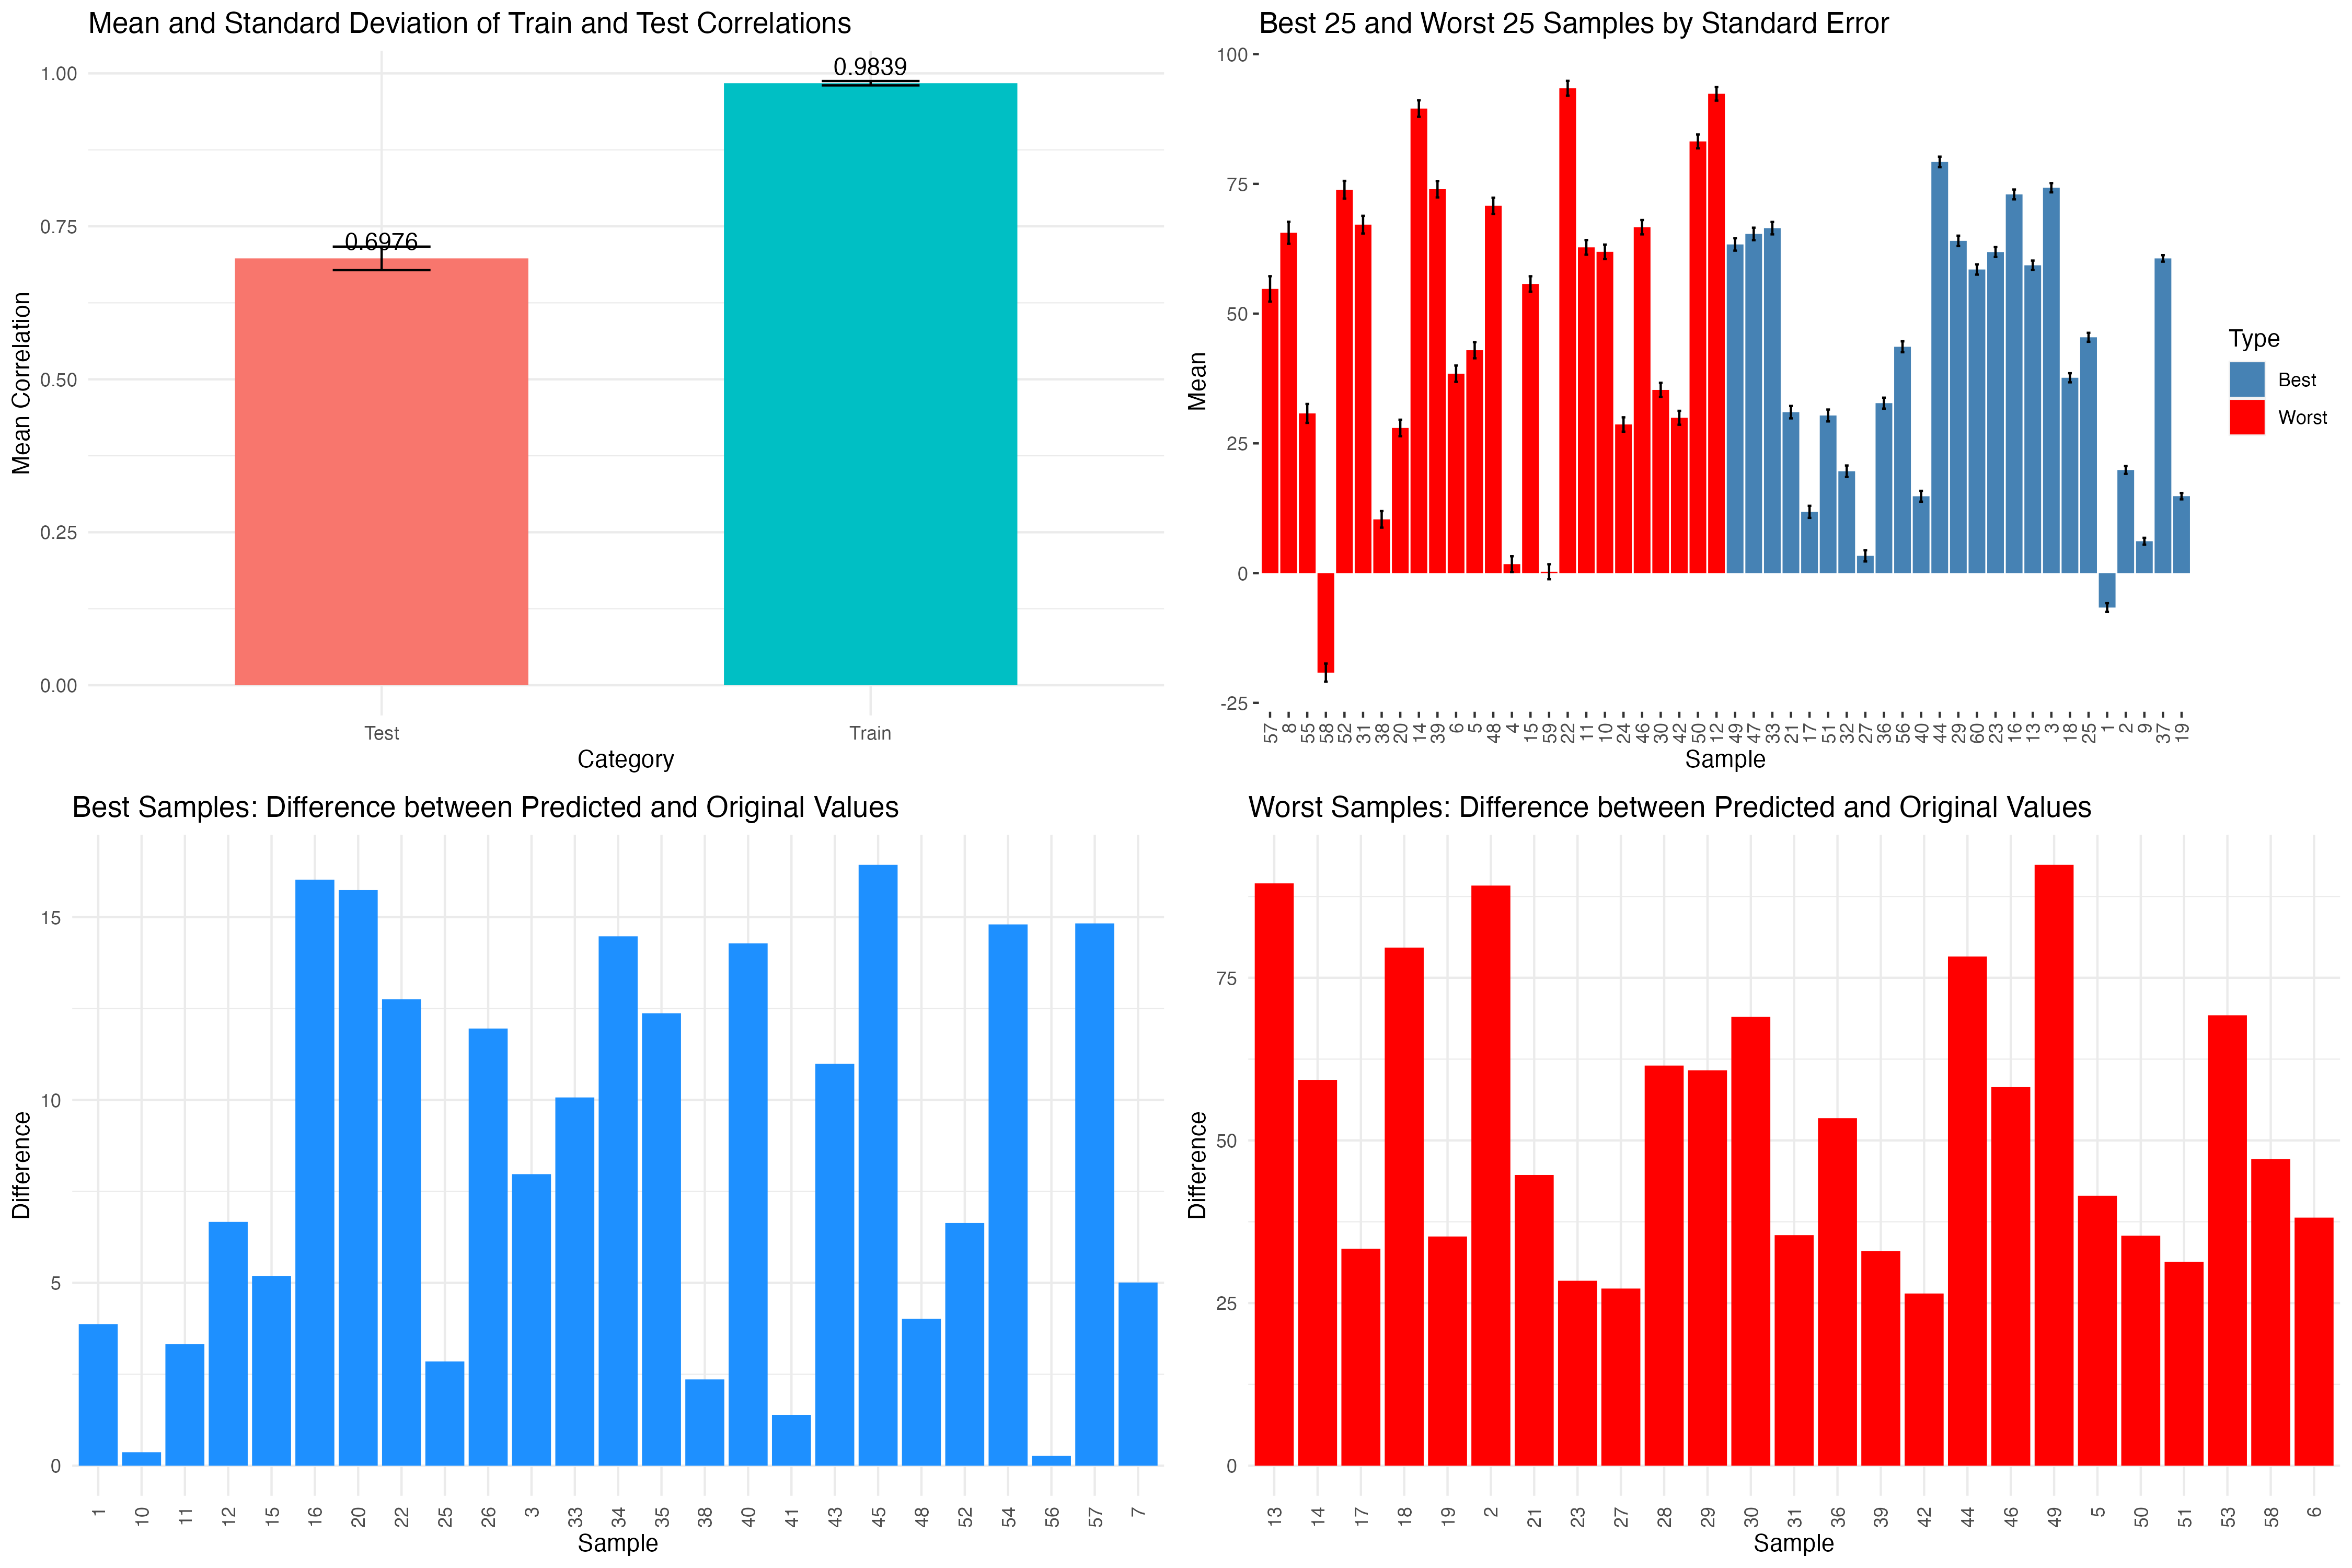 Mean and Standard Deviation of Train and Test Correlations
Mean Correlation
1.00
0.75
0.50
0.25
0.00
0.6976
0.9839
Test
Train
Category
Best 25 and Worst 25 Samples by Standard Error
Mean
100
75
50
25
0
-25
57 8 55 58 52 31 38 20 14 39 6 5 48 4 15 59 22 11 10 24 46 30 42 50 12 49 47 33 21 17 51 32 27 36 56 40 44 29 60 23 16 13 3 18 25 1 2 9 37 19
Sample
Type
Best
Worst
Best Samples: Difference between Predicted and Original Values
Difference
15
10
5
0
1 10 11 12 15 16 20 22 25 26 3 33 34 35 38 40 41 43 45 48 52 54 56 57 7
Sample
Worst Samples: Difference between Predicted and Original Values
Difference
75
50
25
0
13 14 17 18 19 2 21 23 27 28 29 30 31 36 39 42 44 46 49 5 50 51 53 58 6
Sample